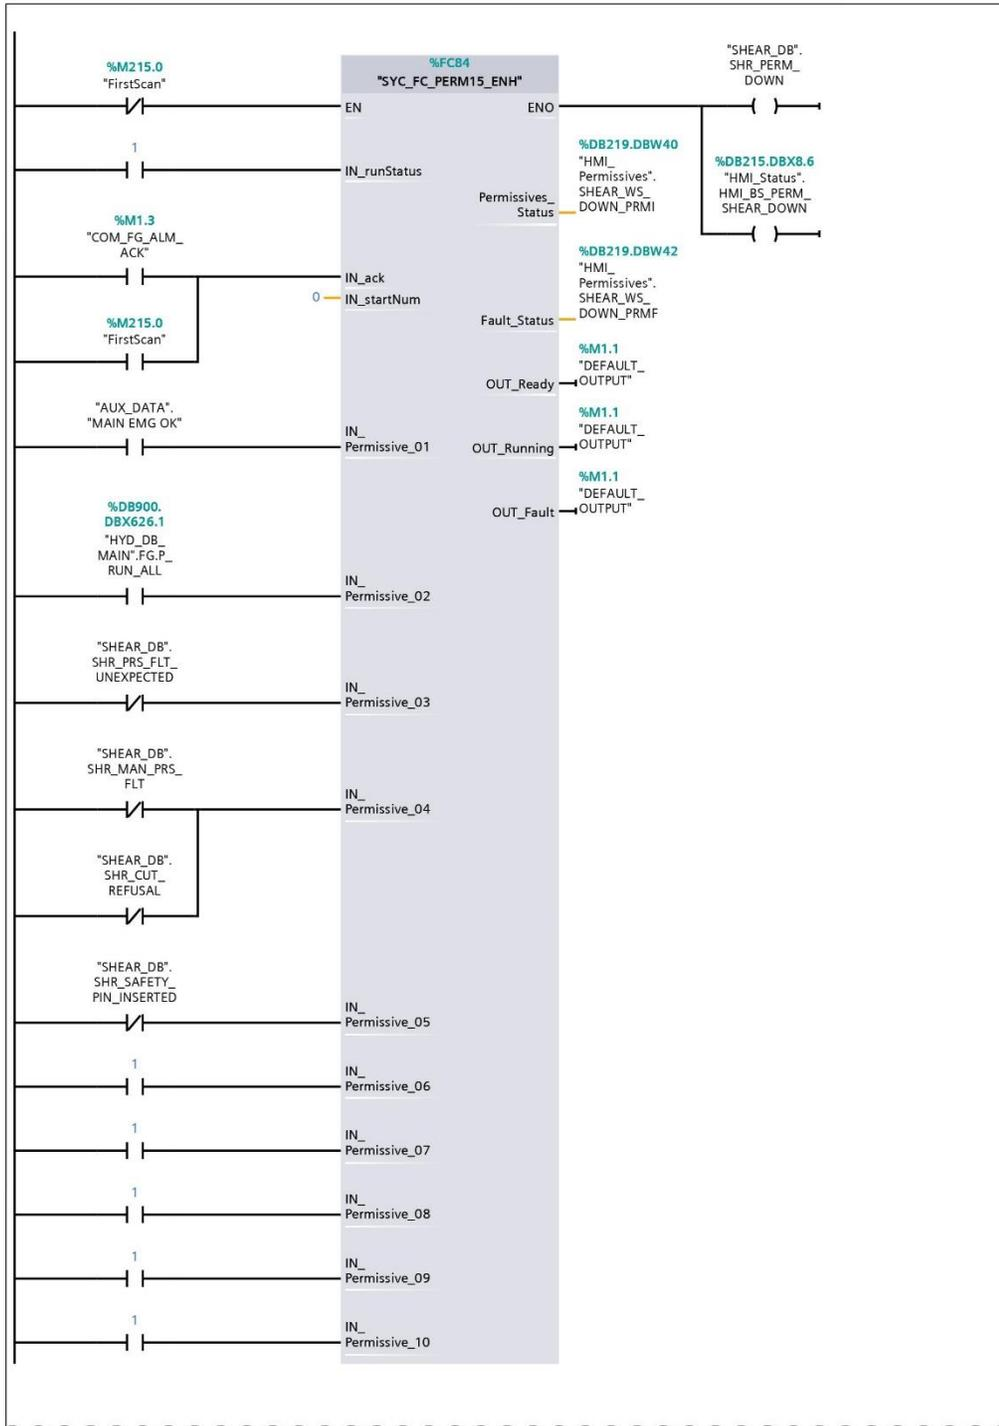 %M215.0
"FirstScan"
%FC84
"SYC_FC_PERM15_ENH"
"SHEAR_DB".
SHR_PERM_
DOWN
EN
ENO
1
IN_runStatus
%DB219.DBW40
"HMI_
Permissives".
SHEAR_WS_
DOWN_PRMI
Permissives_
Status
%DB215.DBX8.6
"HMI_Status".
HMI_BS_PERM_
SHEAR_DOWN
%M1.3
"COM_FG_ALM_
ACK"
IN_ack
0
IN_startNum
%DB219.DBW42
"HMI_
Permissives".
SHEAR_WS_
DOWN_PRMF
Fault_Status
%M215.0
"FirstScan"
%M1.1
"DEFAULT_
OUTPUT"
OUT_Ready
"AUX_DATA".
"MAIN EMG OK"
IN_
Permissive_01
%M1.1
"DEFAULT_
OUTPUT"
OUT_Running
%M1.1
"DEFAULT_
OUTPUT"
OUT_Fault
%DB900.
DBX626.1
"HYD_DB_
MAIN".FG.P_
RUN_ALL
IN_
Permissive_02
"SHEAR_DB".
SHR_PRS_FLT_
UNEXPECTED
IN_
Permissive_03
"SHEAR_DB".
SHR_MAN_PRS_
FLT
IN_
Permissive_04
"SHEAR_DB".
SHR_CUT_
REFUSAL
"SHEAR_DB".
SHR_SAFETY_
PIN_INSERTED
IN_
Permissive_05
1
IN_
Permissive_06
1
IN_
Permissive_07
1
IN_
Permissive_08
1
IN_
Permissive_09
1
IN_
Permissive_10